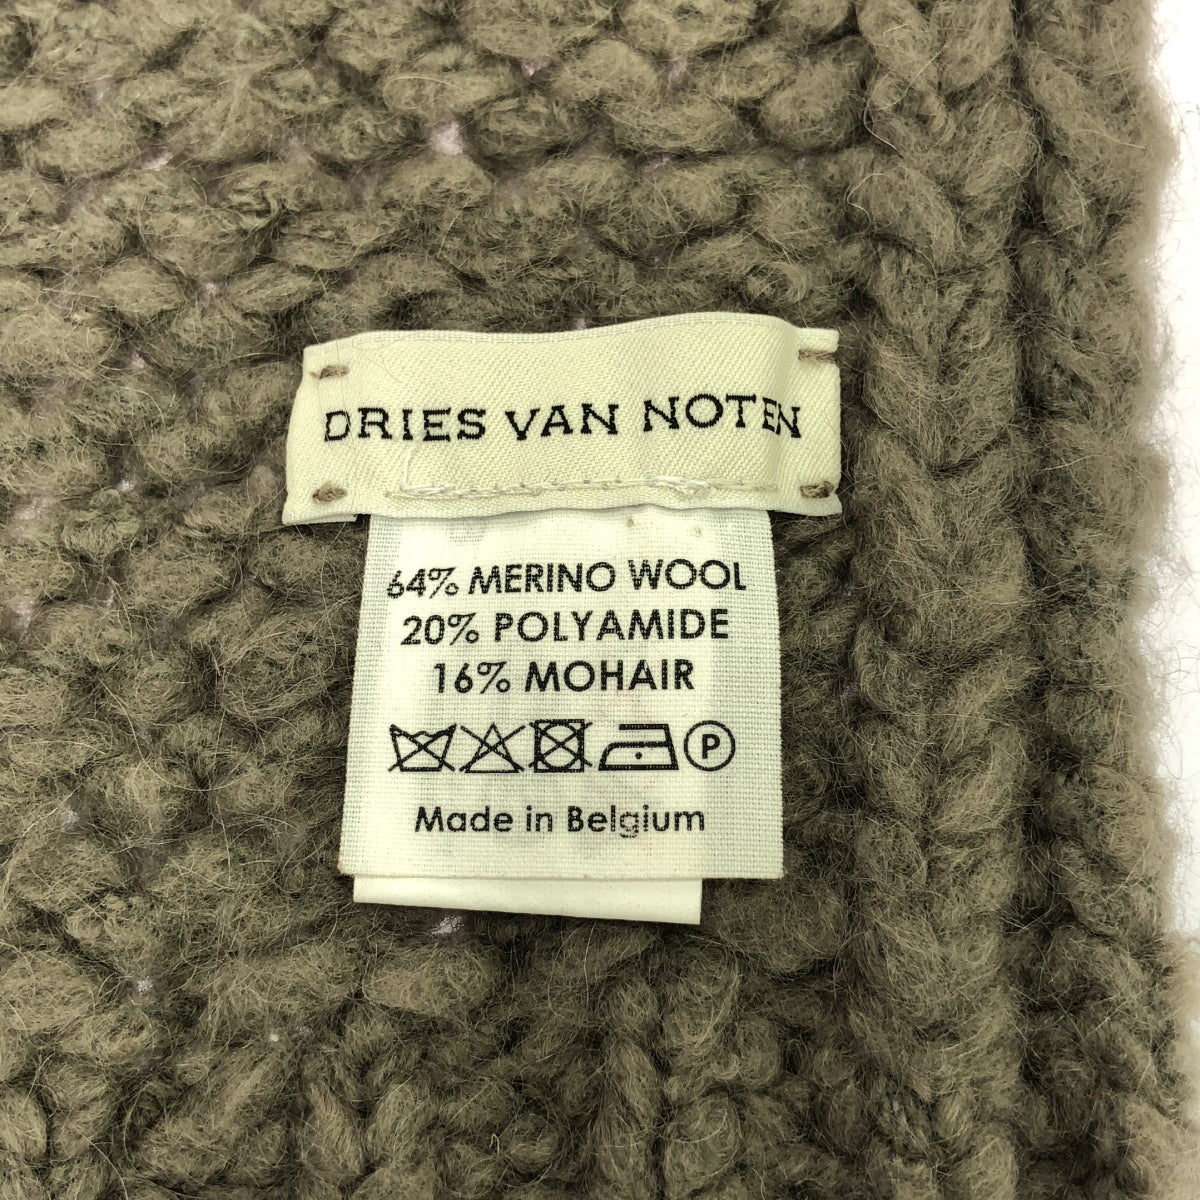 DRIES VAN NOTEN
64% MERINO WOOL
20% POLYAMIDE
16% MOHAIR
P
Made in Belgium